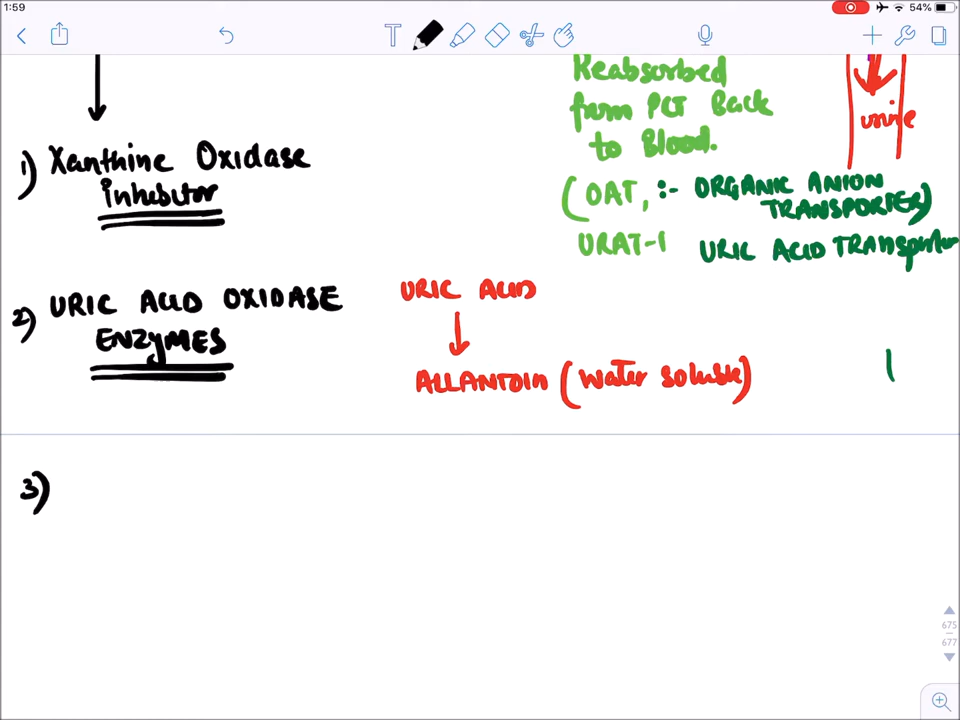 1:59
54%
T
Reabsorbed
from PCT Back
to Blood.
urine
1) Xanthine Oxidase
inhibitor
(OAT, :- ORGANIC ANION
TRANSPORTER)
URAT-1 URIC ACID TRANSporter
2) URIC ACID OXIDASE
ENZYMES
URIC ACID
ALLANTOIN (water soluble)
3)
675
677